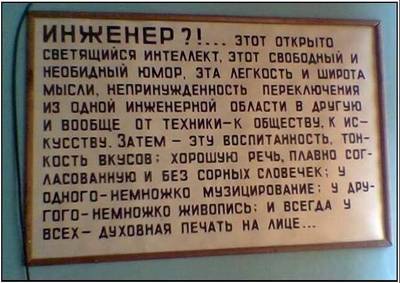 ИНЖЕНЕР?!... ЭТОТ ОТКРЫТО
СВЕТЯЩИЙСЯ ИНТЕЛЛЕКТ, ЭТОТ СВОБОДНЫЙ И
НЕОБИДНЫЙ ЮМОР, ЭТА ЛЕГКОСТЬ И ШИРОТА
МЫСЛИ, НЕПРИНУЖДЕННОСТЬ ПЕРЕКЛЮЧЕНИЯ
ИЗ ОДНОЙ ИНЖЕНЕРНОЙ ОБЛАСТИ В ДРУГУЮ
И ВООБЩЕ ОТ ТЕХНИКИ-К ОБЩЕСТВУ, К ИС-
КУССТВУ. ЗАТЕМ - ЭТУ ВОСПИТАННОСТЬ, ТОН-
КОСТЬ ВКУСОВ; ХОРОШУЮ РЕЧЬ, ПЛАВНО СОГ-
ЛАСОВАННУЮ И БЕЗ СОРНЫХ СЛОВЕЧЕК; У
ОДНОГО-НЕМНОЖКО МУЗИЦИРОВАНИЕ; У ДРУ-
ГОГО-НЕМНОЖКО ЖИВОПИСЬ; И ВСЕГДА У
ВСЕХ- ДУХОВНАЯ ПЕЧАТЬ НА ЛИЦЕ...